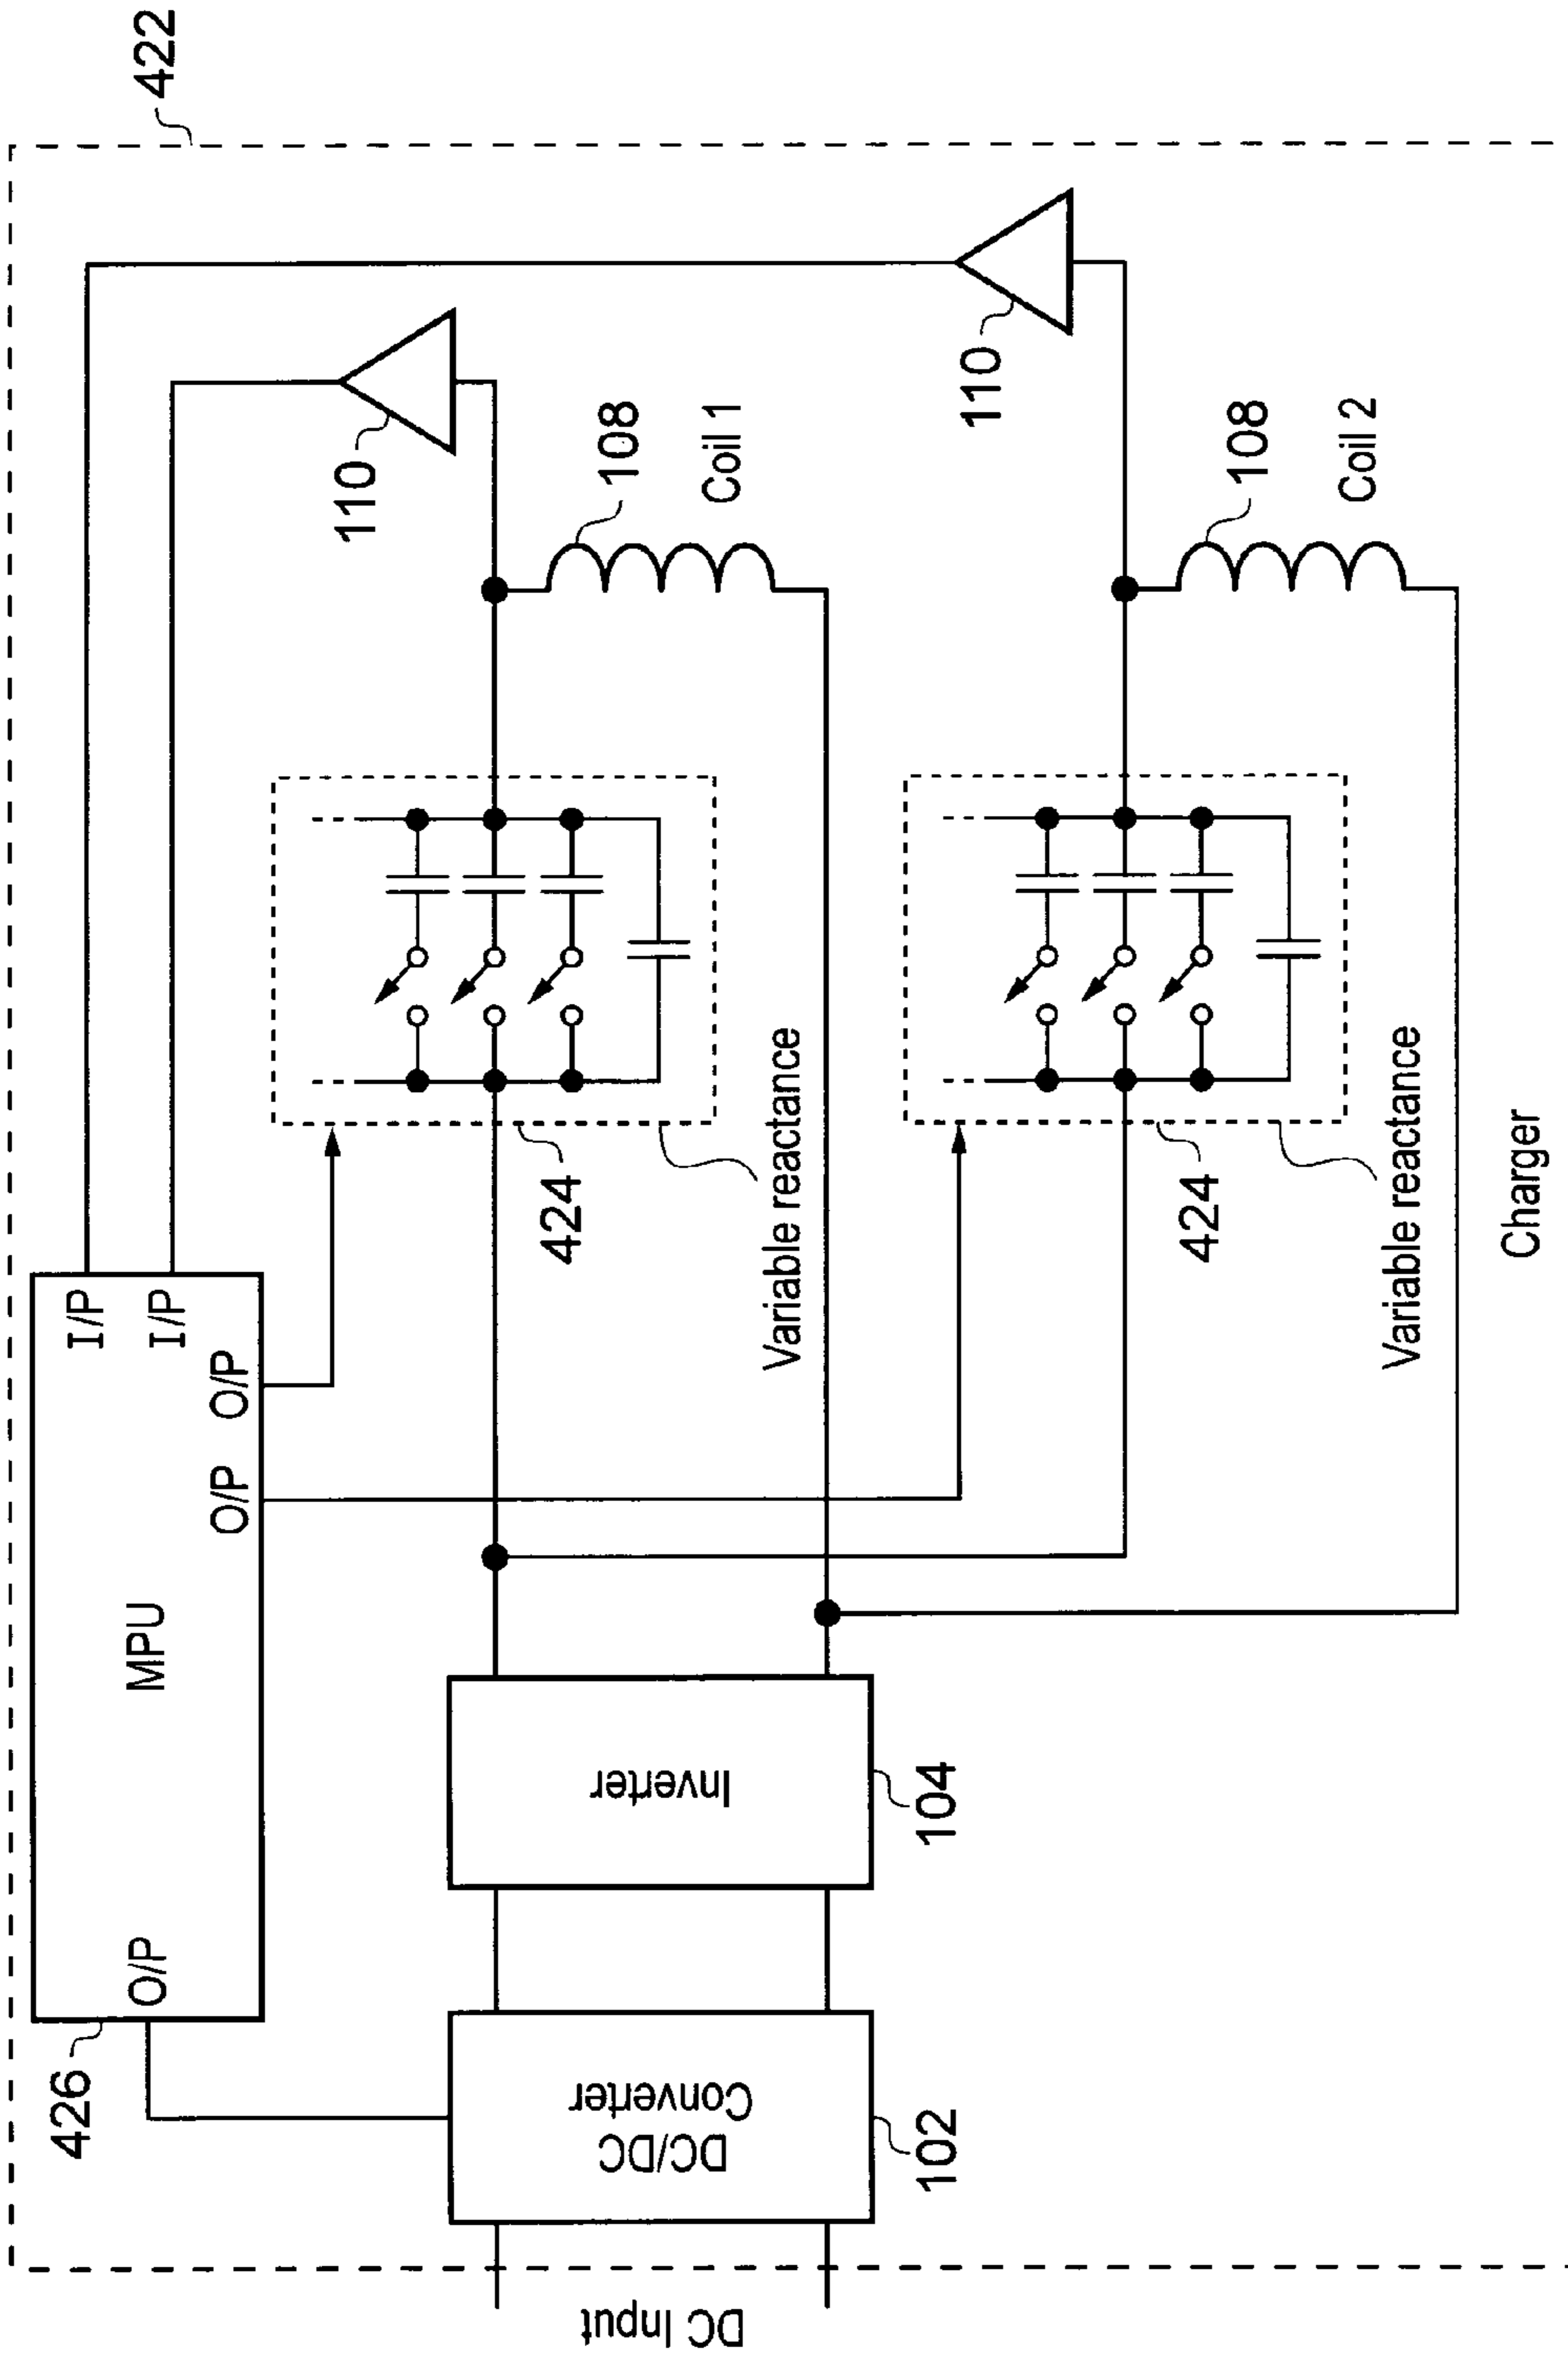 422
426
MPU
O/P
O/P
O/P
I/P
I/P
110
110
108
Coil 1
108
Coil 2
424
Variable reactance
424
Variable reactance
DC Input
DC/DC
Converter
102
Inverter
104
Charger